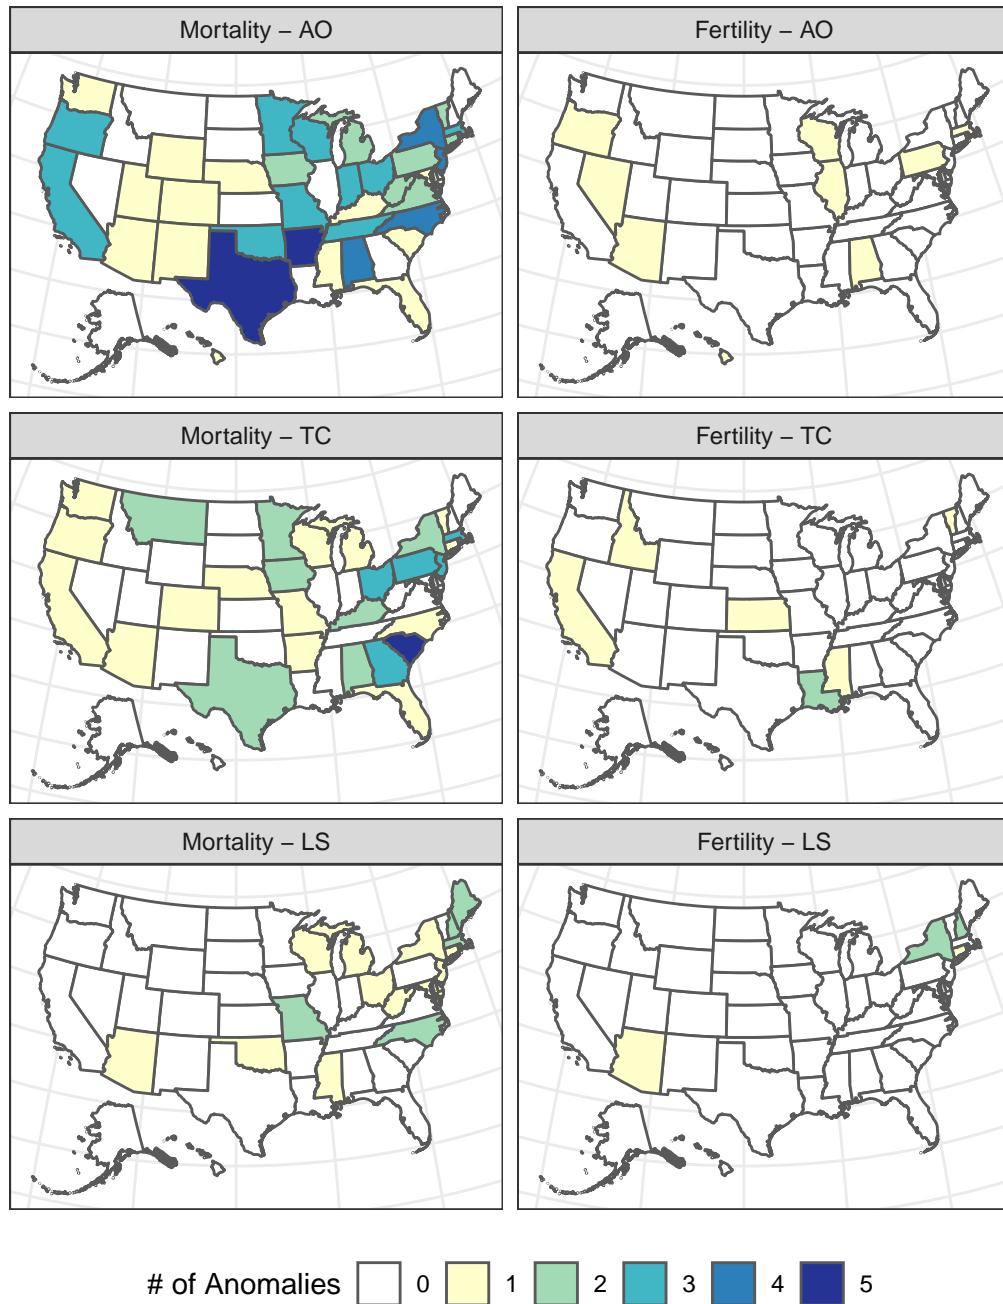 Mortality − AO
Fertility − AO
Mortality − TC
Fertility − TC
Mortality − LS
Fertility − LS
# of Anomalies 0 1 2 3 4 5